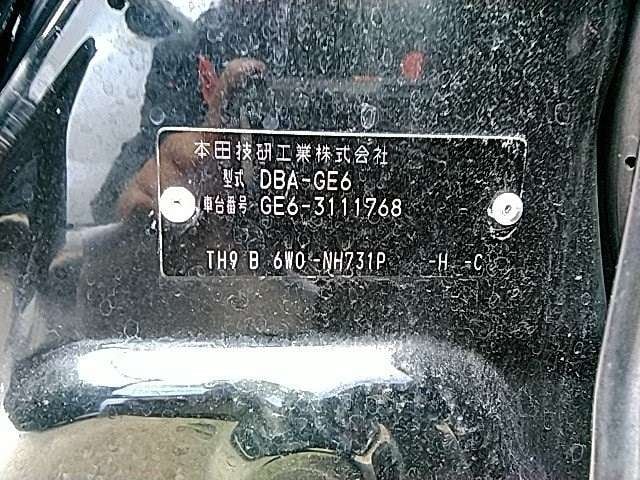 本田技研工業株式会社
型式 DBA-GE6
車台番号 GE6-3111768
TH9 B 6W0 -NH731P -H -C